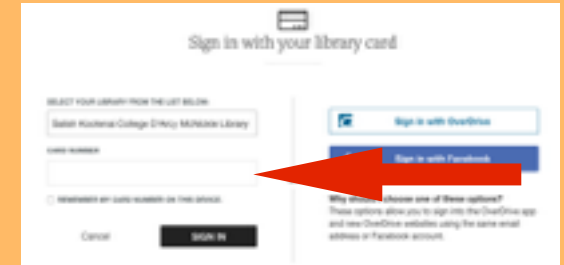 Sign in with your library card
SELECT YOUR LIBRARY FROM THE LIST BELOW.
Salish Kootenai College D'Arcy McNickle Library
CARD NUMBER
REMEMBER MY CARD NUMBER ON THIS DEVICE.
Cancel
SIGN IN
Sign in with OverDrive
Sign in with Facebook
Why should I choose one of these options?
These options allow you to sign into the OverDrive app
and new OverDrive websites using the same email
address or Facebook account.